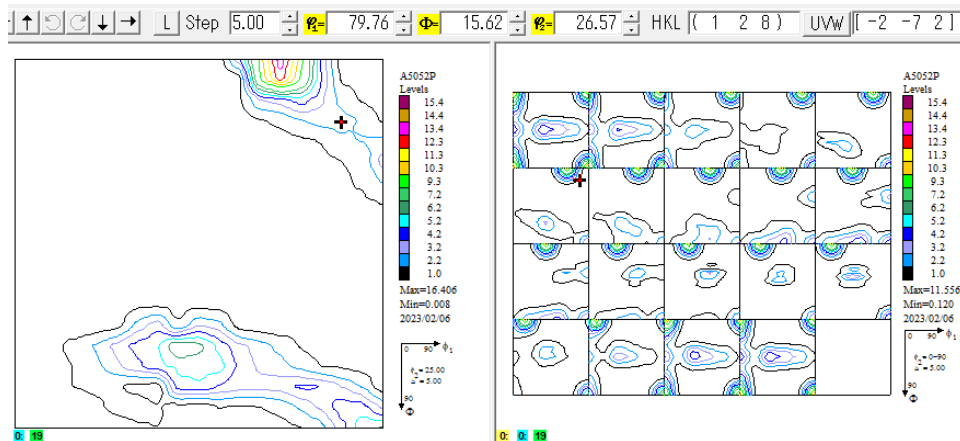 L Step 5.00 φ1= 79.76 Φ= 15.62 φ2= 26.57 HKL ( 1 2 8 ) UVW [ -2 -7 2 ]
A5052P
Levels
15.4
14.4
13.4
12.3
11.3
10.3
9.3
7.2
6.2
5.2
4.2
3.2
2.2
1.0
Max=16.406
Min=0.008
2023/02/06
0 90 ϕ1
ϕ2 = 25.00
Δ = 5.00
90
Φ
0: 19
A5052P
Levels
15.4
14.4
13.4
12.3
11.3
10.3
9.3
7.2
6.2
5.2
4.2
3.2
2.2
1.0
Max=11.556
Min=0.120
2023/02/06
0 90 ϕ1
ϕ2 = 0~90
Δ = 5.00
90
Φ
0: 0: 19